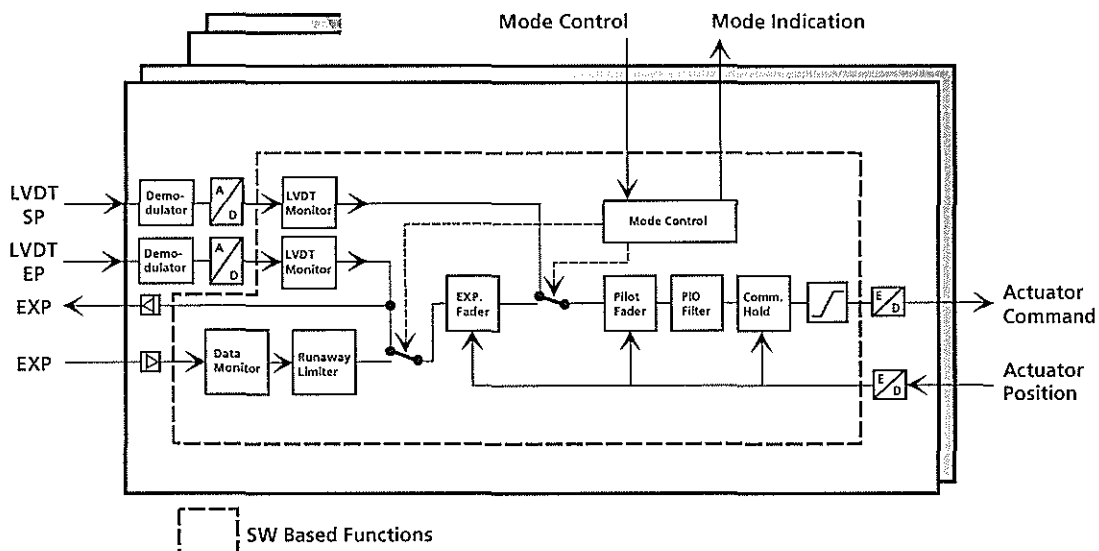 Mode Control
Mode Indication
LVDT
SP
Demo-
dulator
A
D
LVDT
Monitor
Mode Control
LVDT
EP
Demo-
dulator
A
D
LVDT
Monitor
EXP
EXP.
Fader
Pilot
Fader
PIO
Filter
Comm.
Hold
E
D
Actuator
Command
EXP
Data
Monitor
Runaway
Limiter
E
D
Actuator
Position
SW Based Functions